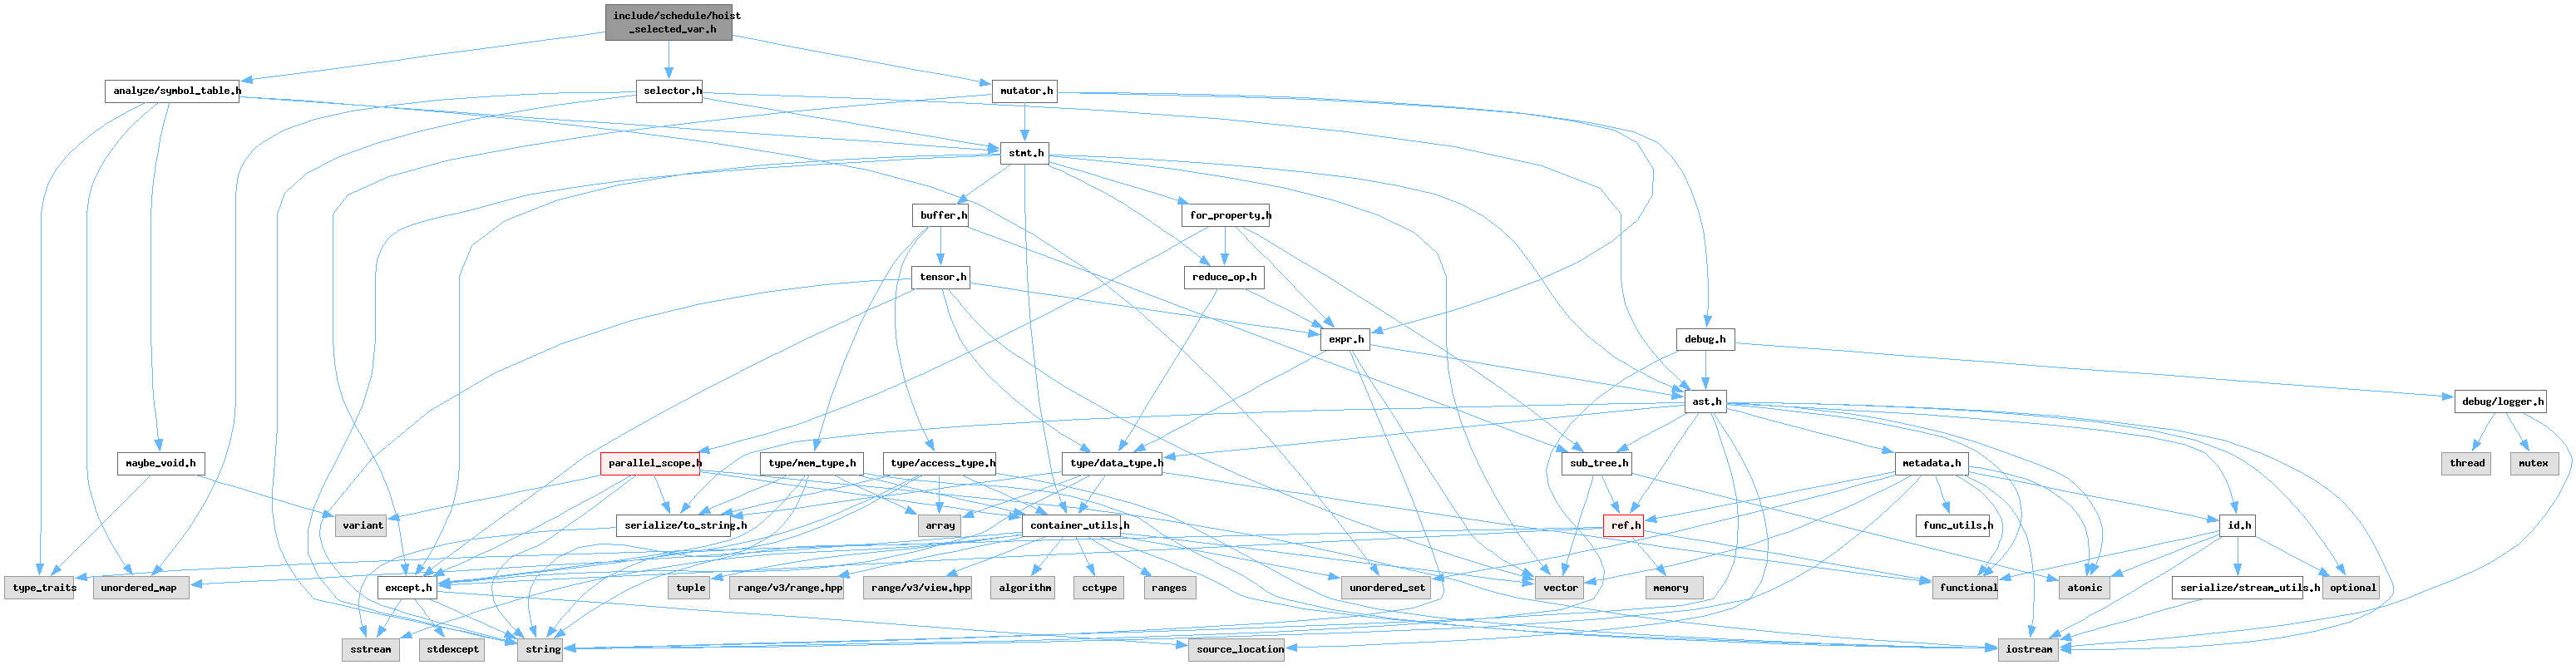 include/schedule/hoist
_selected_var.h
analyze/symbol_table.h
selector.h
mutator.h
stmt.h
buffer.h
for_property.h
tensor.h
reduce_op.h
expr.h
debug.h
ast.h
debug/logger.h
maybe_void.h
parallel_scope.h
type/mem_type.h
type/access_type.h
type/data_type.h
sub_tree.h
metadata.h
thread
mutex
variant
serialize/to_string.h
array
container_utils.h
ref.h
func_utils.h
id.h
type_traits
unordered_map
except.h
tuple
range/v3/range.hpp
range/v3/view.hpp
algorithm
cctype
ranges
unordered_set
vector
memory
functional
atomic
serialize/stream_utils.h
optional
sstream
stdexcept
string
source_location
iostream